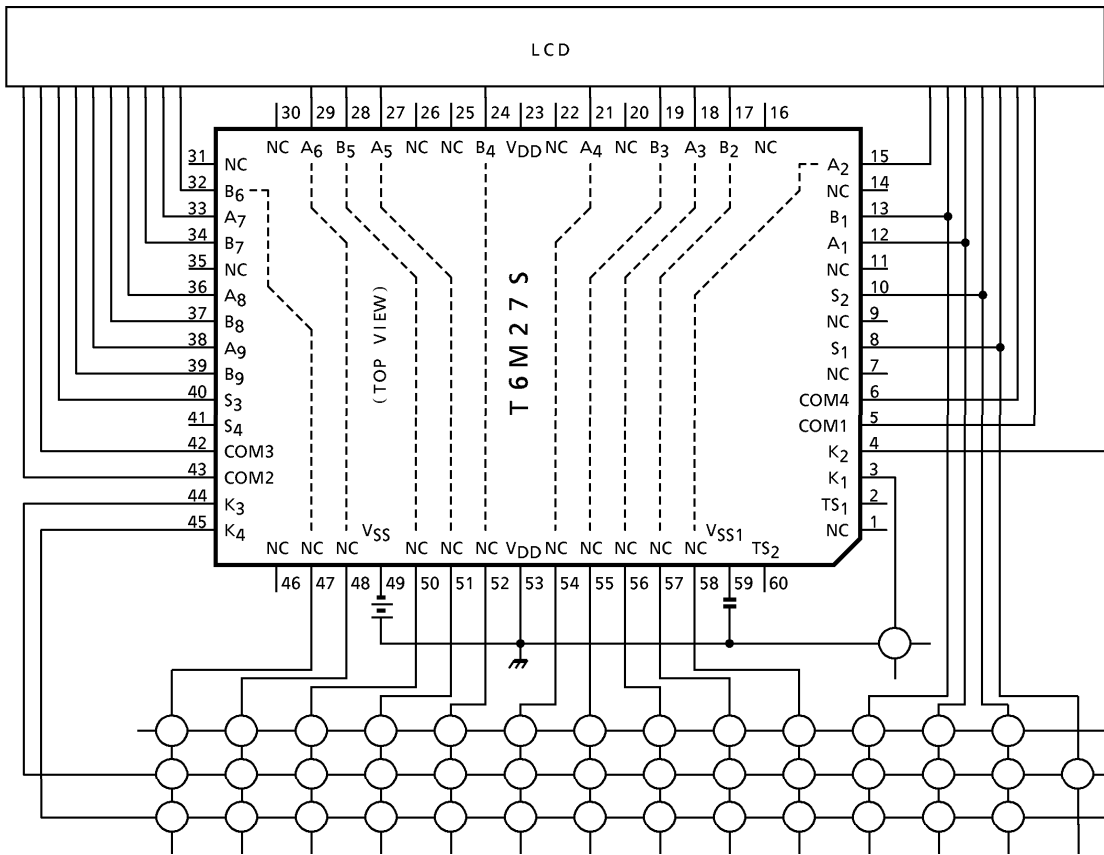 LCD
30 29 28 27 26 25 24 23 22 21 20 19 18 17 16
NC A6 B5 A5 NC NC B4 VDD NC A4 NC B3 A3 B2 NC
31 NC
32 B6
33 A7
34 B7
35 NC
36 A8
37 B8
38 A9
39 B9
40 S3
41 S4
42 COM3
43 COM2
44 K3
45 K4
(TOP VIEW)
T6M27S
A2 15
NC 14
B1 13
A1 12
NC 11
S2 10
NC 9
S1 8
NC 7
COM4 6
COM1 5
K2 4
K1 3
TS1 2
NC 1
NC NC NC VSS NC NC NC VDD NC NC NC NC NC VSS1 TS2
46 47 48 49 50 51 52 53 54 55 56 57 58 59 60